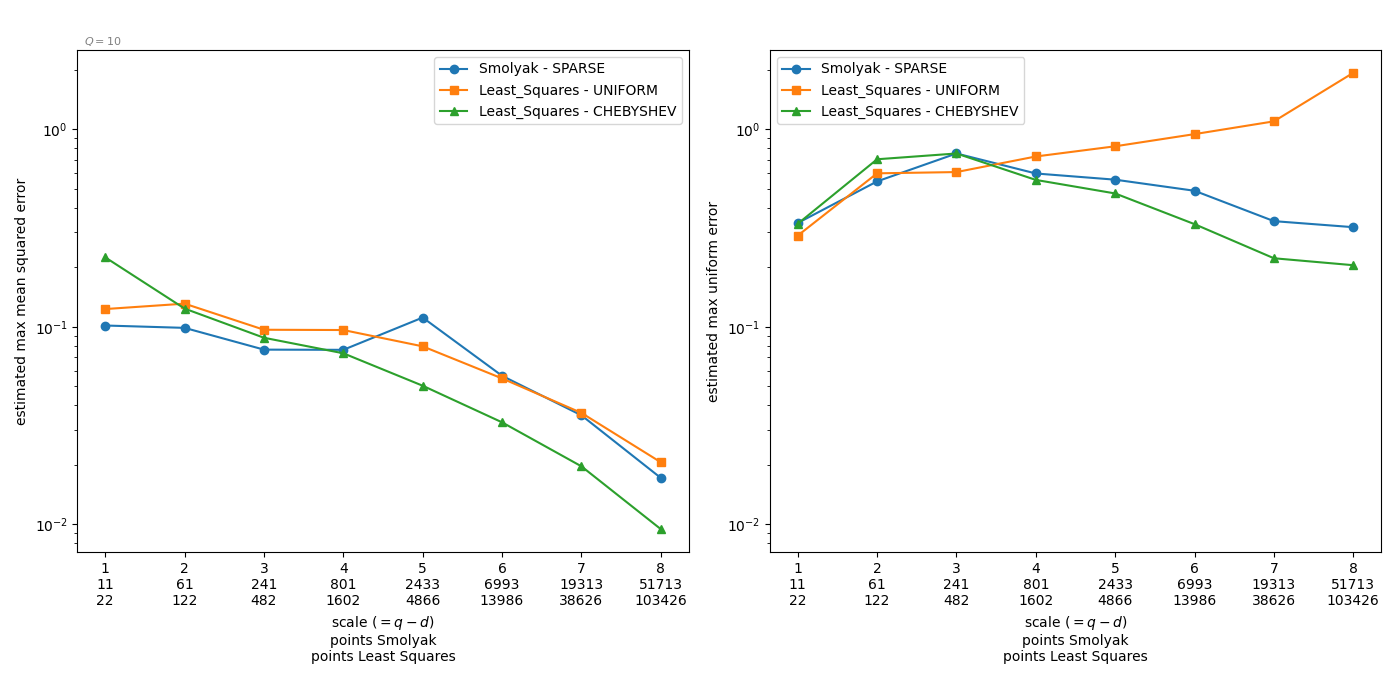 Q = 10
Smolyak - SPARSE
Least_Squares - UNIFORM
Least_Squares - CHEBYSHEV
10⁰
10⁻¹
10⁻²
estimated max mean squared error
1 2 3 4 5 6 7 8
11 61 241 801 2433 6993 19313 51713
22 122 482 1602 4866 13986 38626 103426
scale (= q − d)
points Smolyak
points Least Squares
Smolyak - SPARSE
Least_Squares - UNIFORM
Least_Squares - CHEBYSHEV
10⁰
10⁻¹
10⁻²
estimated max uniform error
1 2 3 4 5 6 7 8
11 61 241 801 2433 6993 19313 51713
22 122 482 1602 4866 13986 38626 103426
scale (= q − d)
points Smolyak
points Least Squares